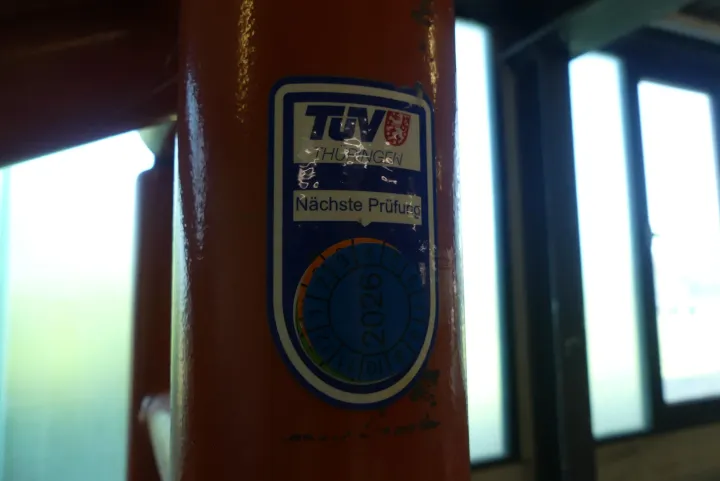 TÜV
THÜRINGEN
Nächste Prüfung
2026